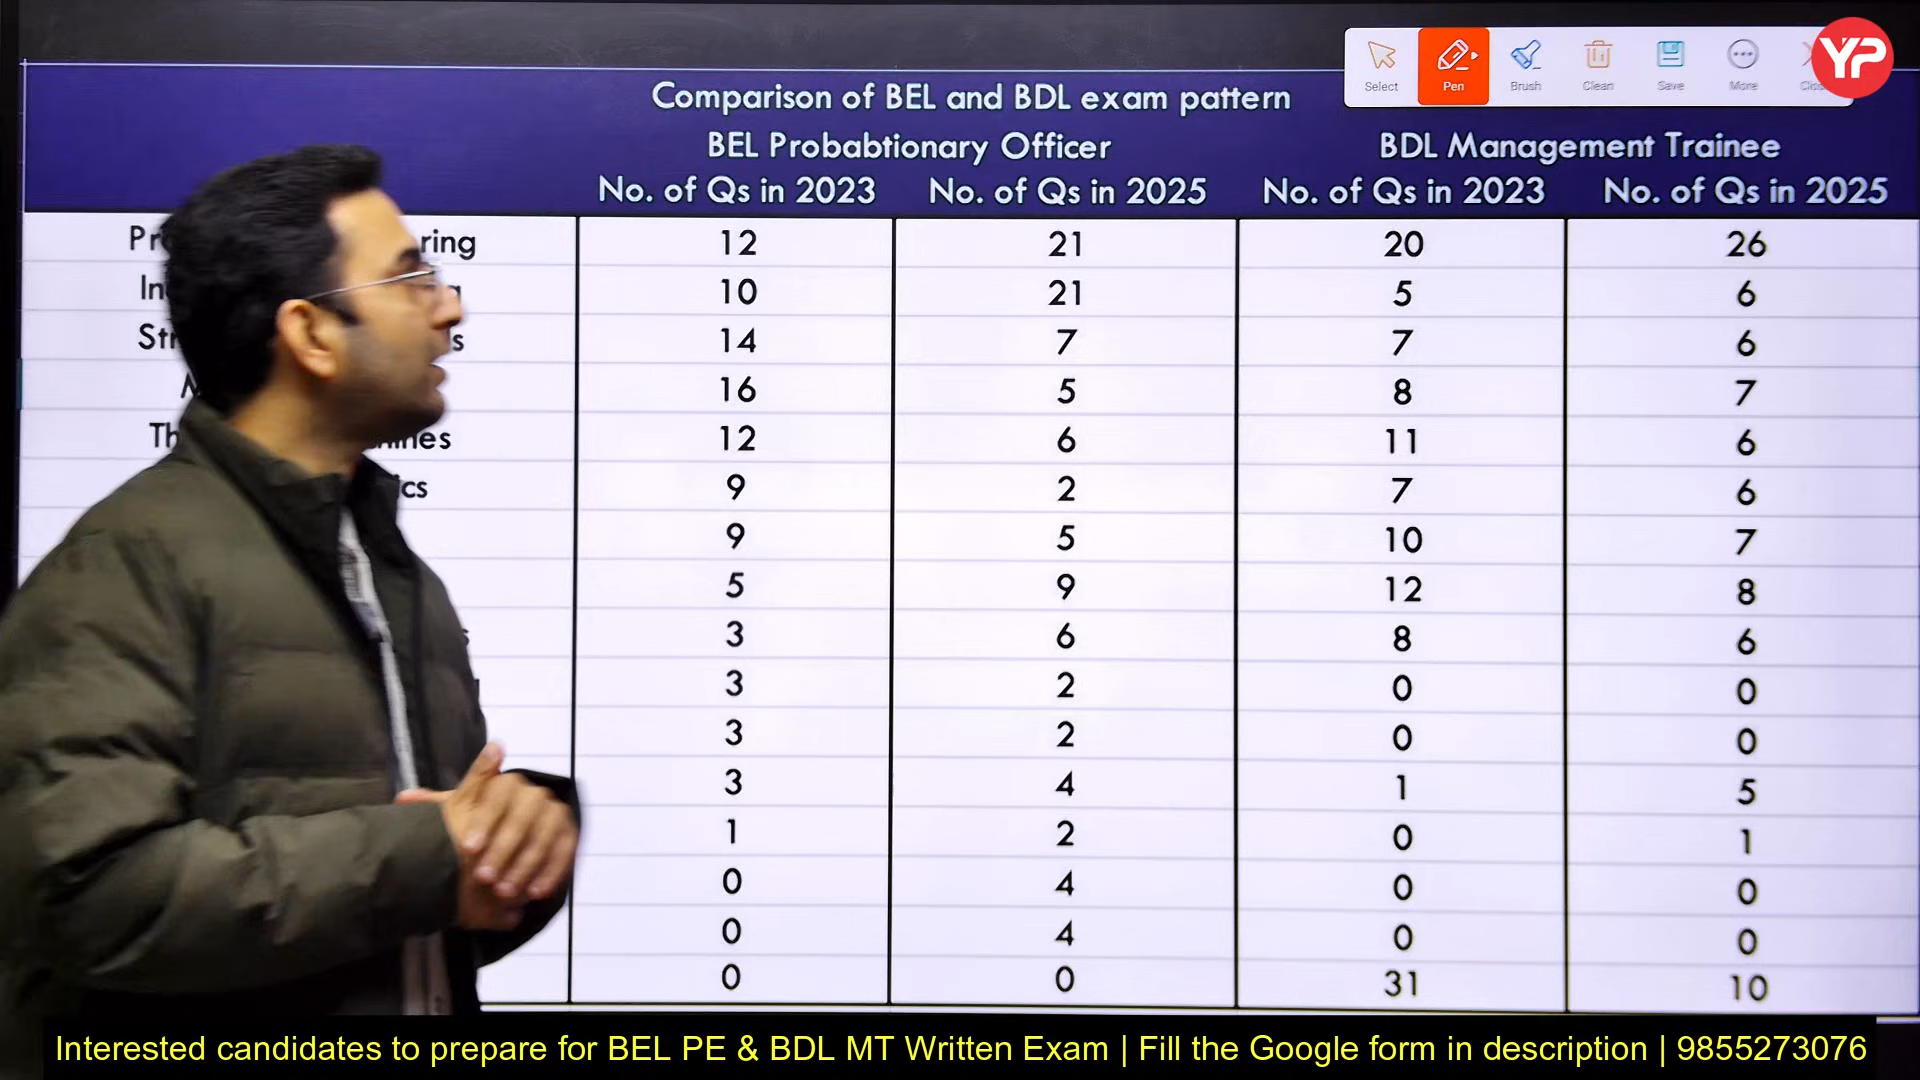 YP
Select Pen Brush Clean Save More
Comparison of BEL and BDL exam pattern
BEL Probabtionary Officer BDL Management Trainee
No. of Qs in 2023 No. of Qs in 2025 No. of Qs in 2023 No. of Qs in 2025
12 21 20 26
10 21 5 6
14 7 7 6
16 5 8 7
12 6 11 6
9 2 7 6
9 5 10 7
5 9 12 8
3 6 8 6
3 2 0 0
3 2 0 0
3 4 1 5
1 2 0 1
0 4 0 0
0 4 0 0
0 0 31 10
Interested candidates to prepare for BEL PE & BDL MT Written Exam | Fill the Google form in description | 9855273076